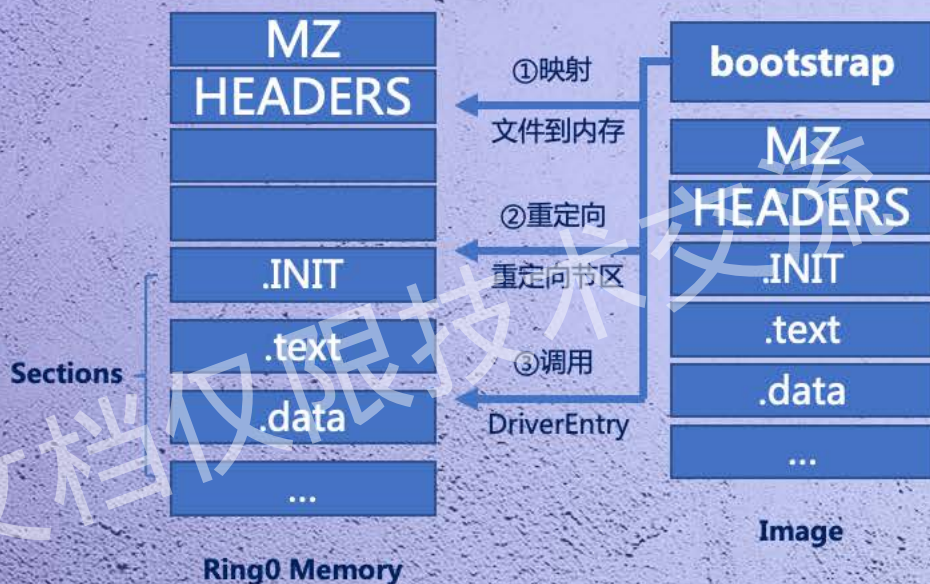 MZ
HEADERS
.INIT
.text
.data
...
Sections
Ring0 Memory
①映射
文件到内存
②重定向
重定向节区
③调用
DriverEntry
bootstrap
MZ
HEADERS
.INIT
.text
.data
...
Image
文档仅限技术交流